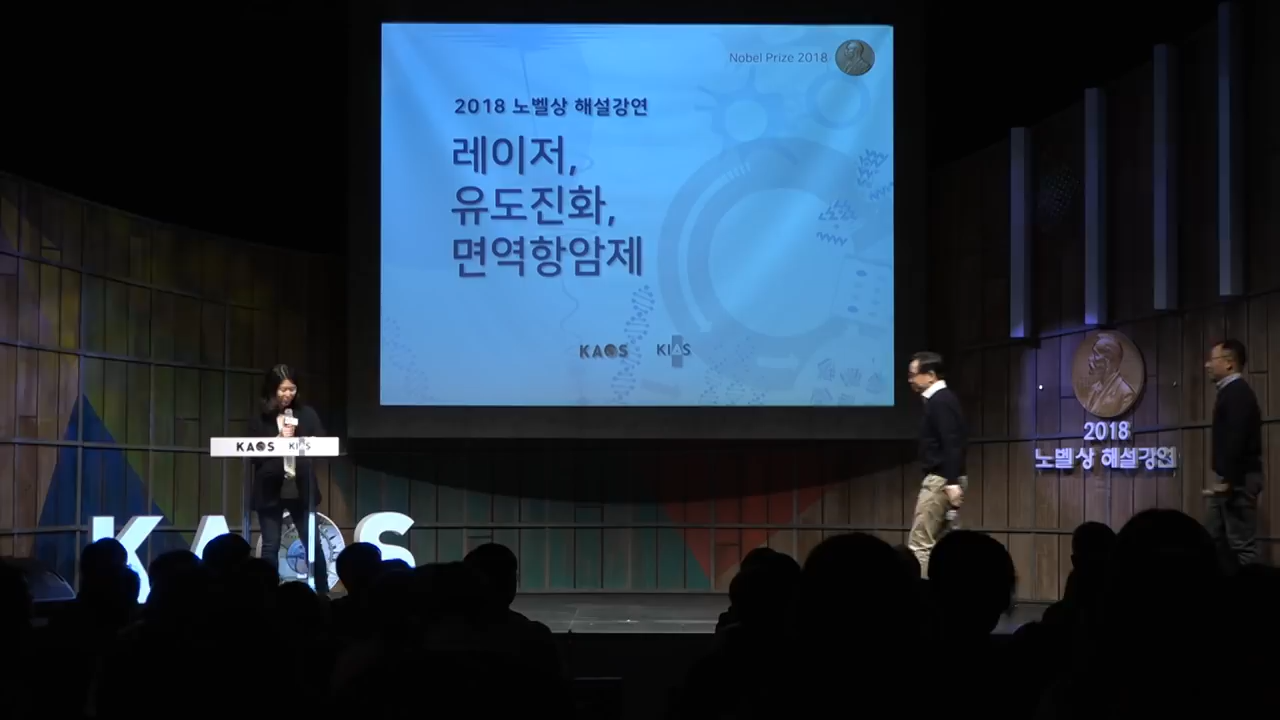 Nobel Prize 2018
2018 노벨상 해설강연
레이저,
유도진화,
면역항암제
KAOS KIAS
KAOS KIAS
2018
노벨상 해설강연
KAOS